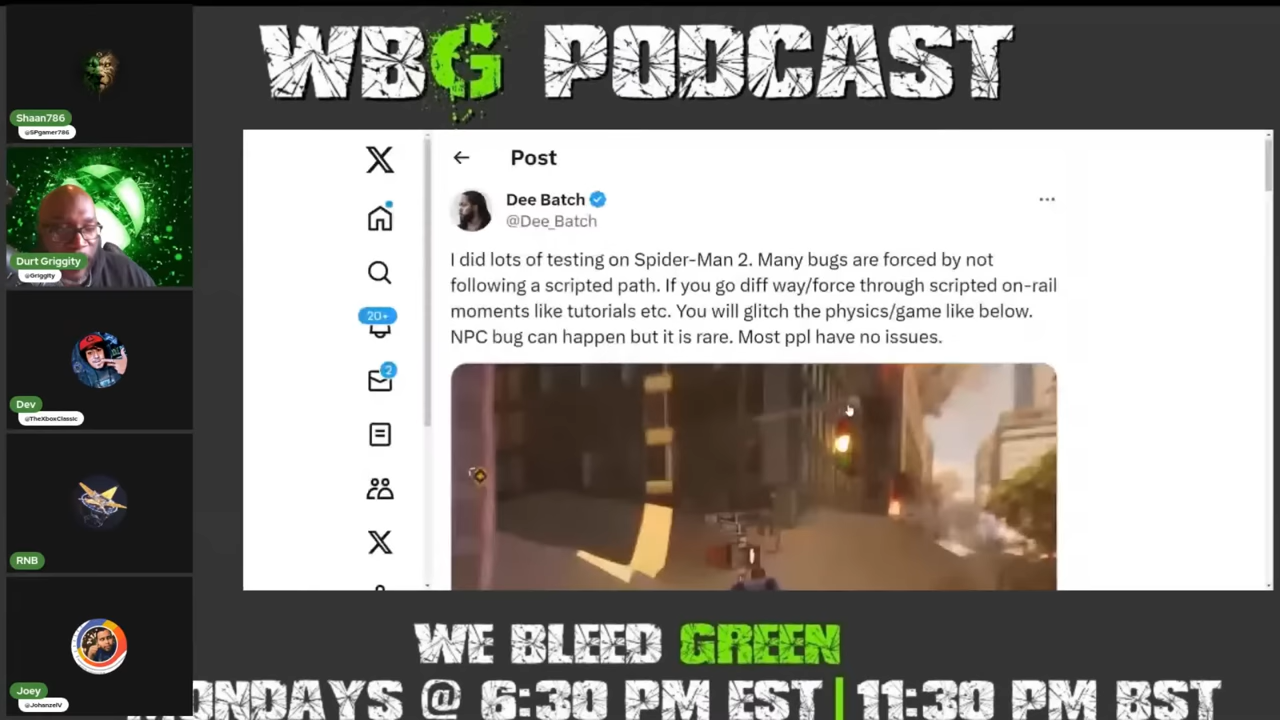 WBG PODCAST
Shaan786
@SPgamer786
Durt Griggity
@Griggity
Dev
@TheXboxClassic
RNB
Joey
@JohanzelV
Post
Dee Batch
@Dee_Batch
I did lots of testing on Spider-Man 2. Many bugs are forced by not
following a scripted path. If you go diff way/force through scripted on-rail
moments like tutorials etc. You will glitch the physics/game like below.
NPC bug can happen but it is rare. Most ppl have no issues.
20+
2
WE BLEED GREEN
MONDAYS @ 6:30 PM EST | 11:30 PM BST